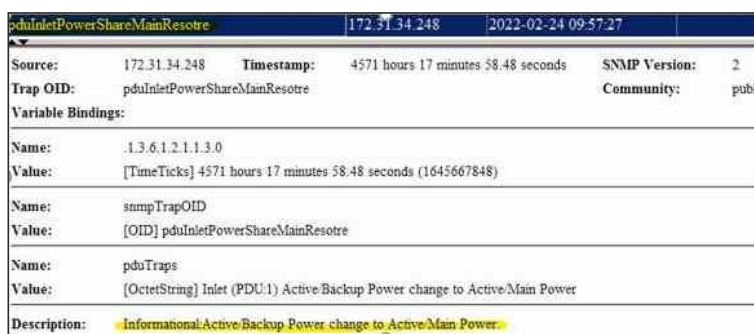 pduInletPowerShareMainResotre 172.31.34.248 2022-02-24 09:57:27
Source: 172.31.34.248 Timestamp: 4571 hours 17 minutes 58.48 seconds SNMP Version: 2
Trap OID: pduInletPowerShareMainResotre Community: publ
Variable Bindings:
Name: .1.3.6.1.2.1.1.3.0
Value: [TimeTicks] 4571 hours 17 minutes 58.48 seconds (1645667848)
Name: snmpTrapOID
Value: [OID] pduInletPowerShareMainResotre
Name: pduTraps
Value: [OctetString] Inlet (PDU:1) Active/Backup Power change to Active/Main Power
Description: Informational:Active/Backup Power change to Active/Main Power.